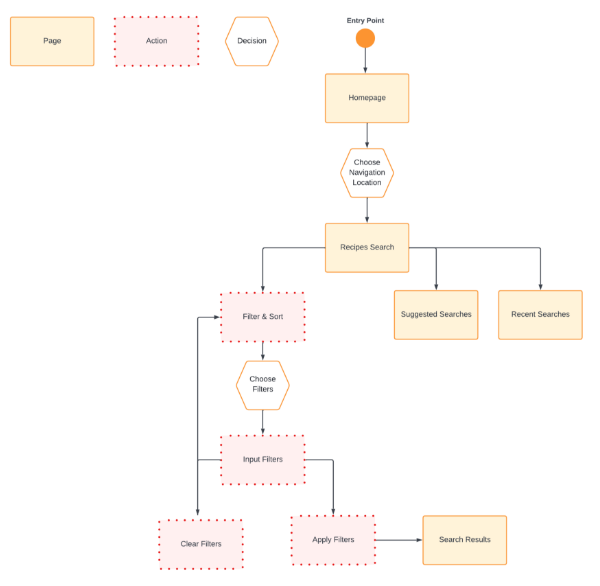 Entry Point
Page
Action
Decision
Homepage
Choose
Navigation
Location
Recipes Search
Filter & Sort
Suggested Searches
Recent Searches
Choose
Filters
Input Filters
Clear Filters
Apply Filters
Search Results